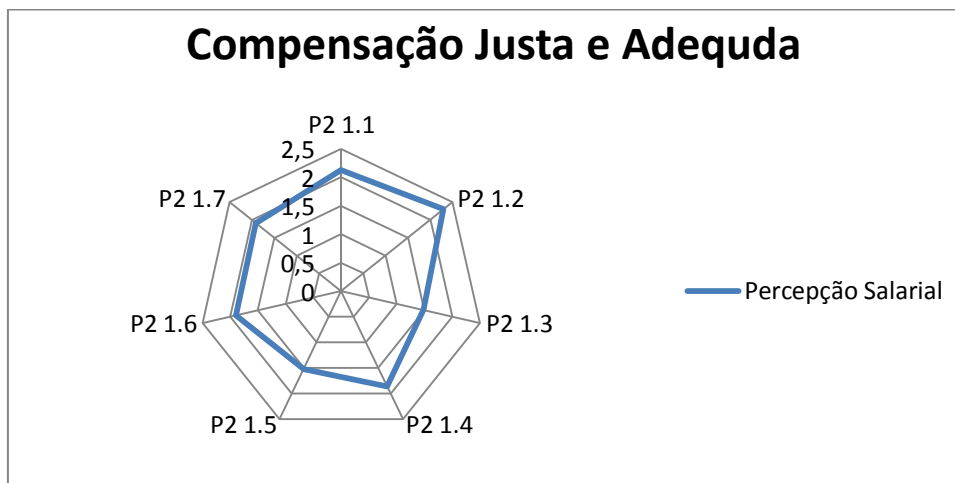 Compensação Justa e Adequda
P2 1.1
2,5
2
1,5
1
0,5
0
P2 1.2
P2 1.3
P2 1.4
P2 1.5
P2 1.6
P2 1.7
Percepção Salarial